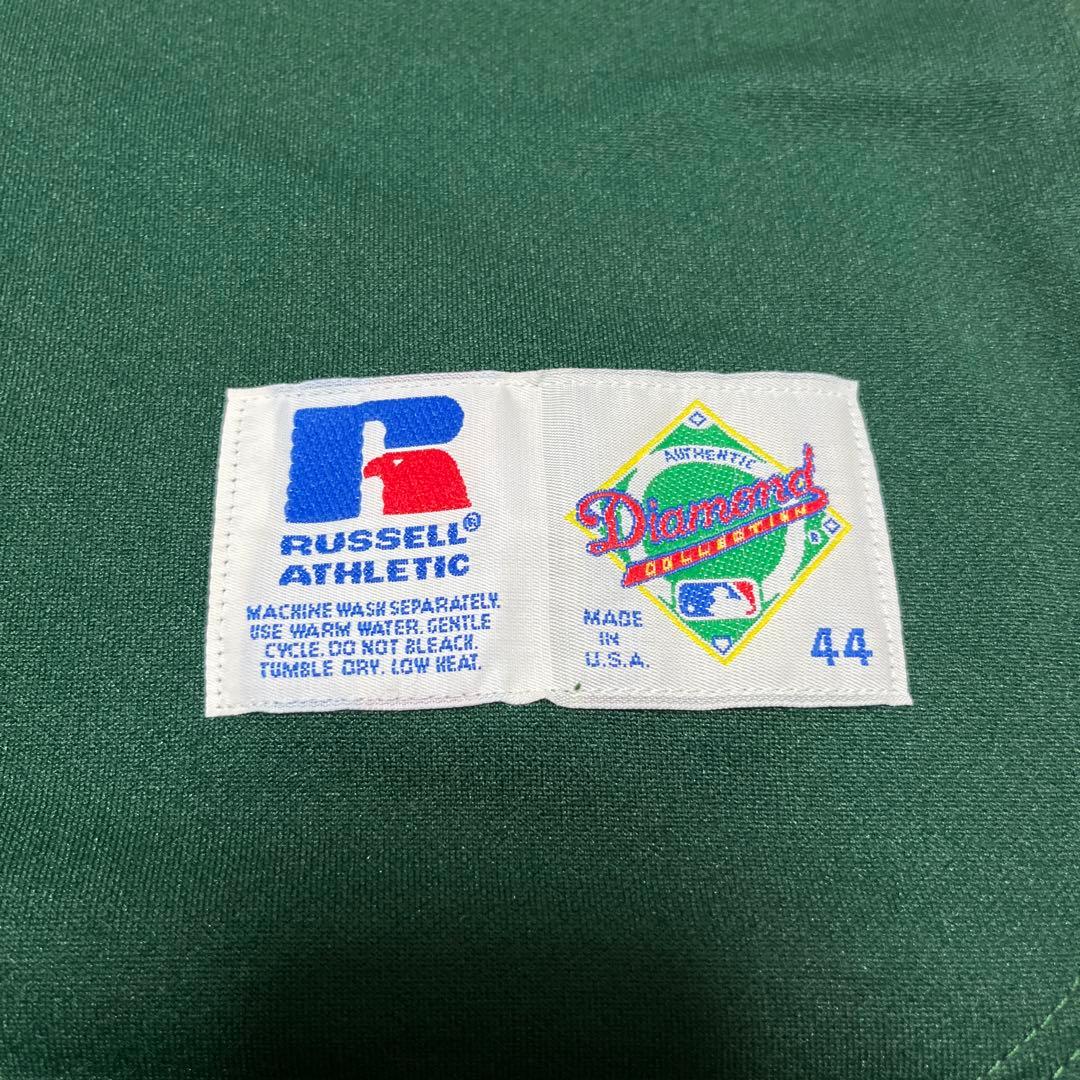 RUSSELL®
ATHLETIC
MACHINE WASH SEPARATELY.
USE WARM WATER. GENTLE
CYCLE. DO NOT BLEACH.
TUMBLE DRY. LOW HEAT.
AUTHENTIC
Diamond
COLLECTION ®
MADE
IN
U.S.A.
44